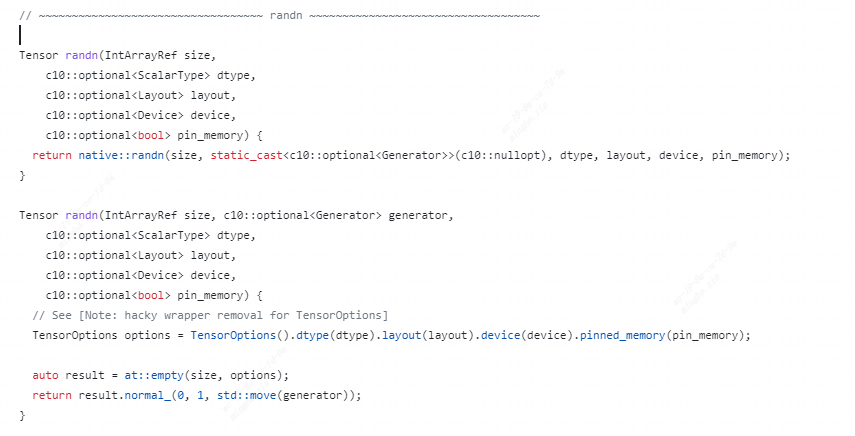 // ~~~~~~~~~~~~~~~~~~~~~~~~~~~~~~~~~~ randn ~~~~~~~~~~~~~~~~~~~~~~~~~~~~~~~~~~~
Tensor randn(IntArrayRef size,
    c10::optional<ScalarType> dtype,
    c10::optional<Layout> layout,
    c10::optional<Device> device,
    c10::optional<bool> pin_memory) {
  return native::randn(size, static_cast<c10::optional<Generator>>(c10::nullopt), dtype, layout, device, pin_memory);
}
Tensor randn(IntArrayRef size, c10::optional<Generator> generator,
    c10::optional<ScalarType> dtype,
    c10::optional<Layout> layout,
    c10::optional<Device> device,
    c10::optional<bool> pin_memory) {
  // See [Note: hacky wrapper removal for TensorOptions]
  TensorOptions options = TensorOptions().dtype(dtype).layout(layout).device(device).pinned_memory(pin_memory);
  auto result = at::empty(size, options);
  return result.normal_(0, 1, std::move(generator));
}